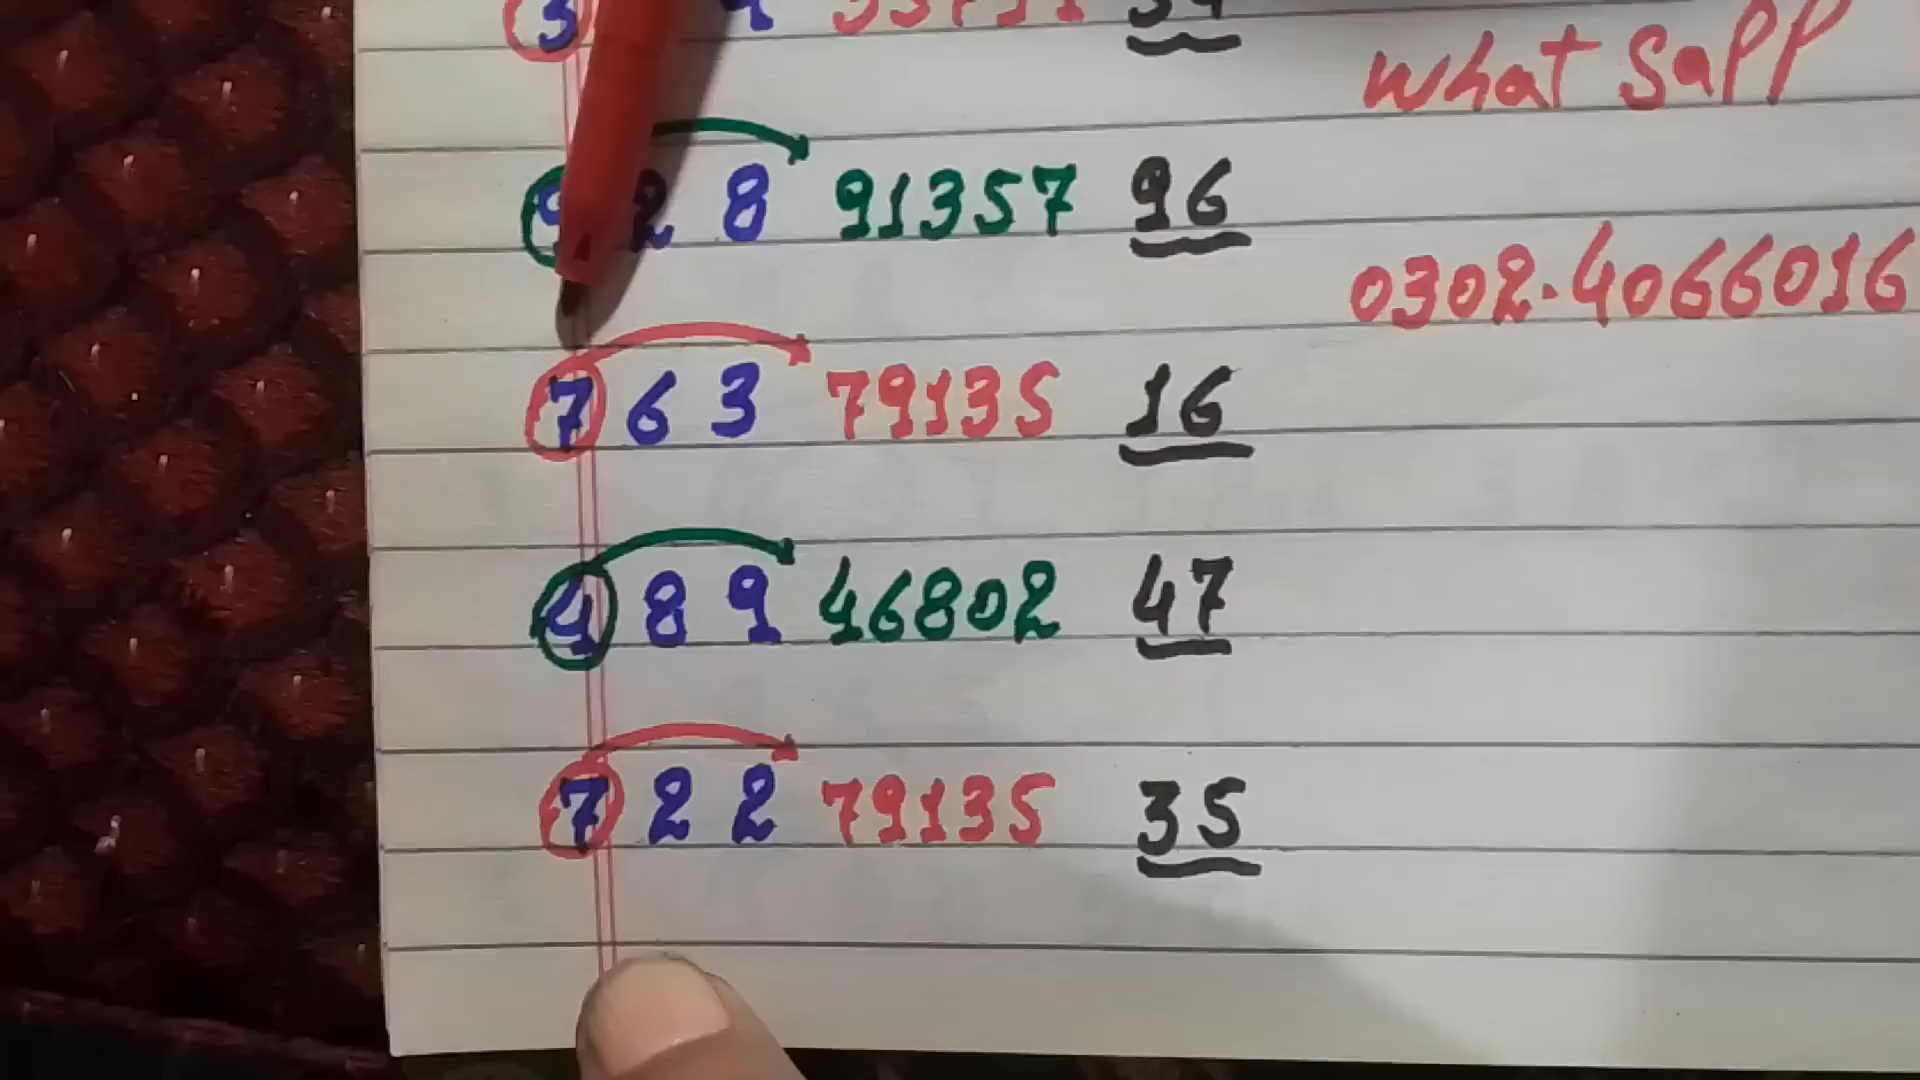 what sapp
9 2 8 91357 96
0302.4066016
7 6 3 79135 16
4 8 9 46802 47
7 2 2 79135 35